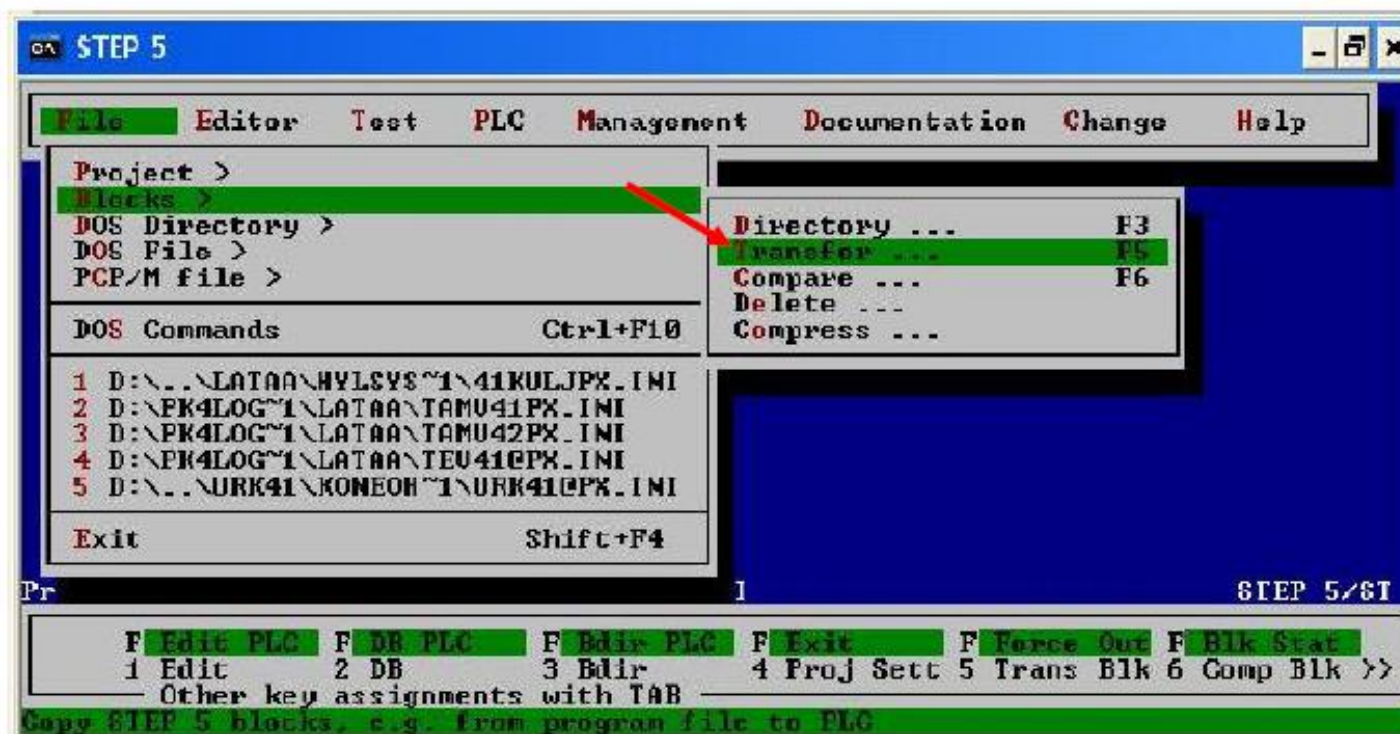 STEP 5
File Editor Test PLC Management Documentation Change Help
Project >
Blocks >
DOS Directory >
DOS File >
PCP/M file >
DOS Commands Ctrl+F10
1 D:\..\LATAA\HYLSYS~1\41KULJPX.INI
2 D:\PK4LOG~1\LATAA\TAMU41PX.INI
3 D:\PK4LOG~1\LATAA\TAMU42PX.INI
4 D:\PK4LOG~1\LATAA\TEU41@PX.INI
5 D:\..\URK41\KONEOH~1\URK41@PX.INI
Exit Shift+F4
Directory ... F3
Transfer ... F5
Compare ... F6
Delete ...
Compress ...
Pr I STEP 5/ST
F Edit PLC F DB PLC F Bdir PLC F Exit F Force Out F Blk Stat
1 Edit 2 DB 3 Bdir 4 Proj Sett 5 Trans Blk 6 Comp Blk >>
Other key assignments with TAB
Copy STEP 5 blocks, e.g. from program file to PLC